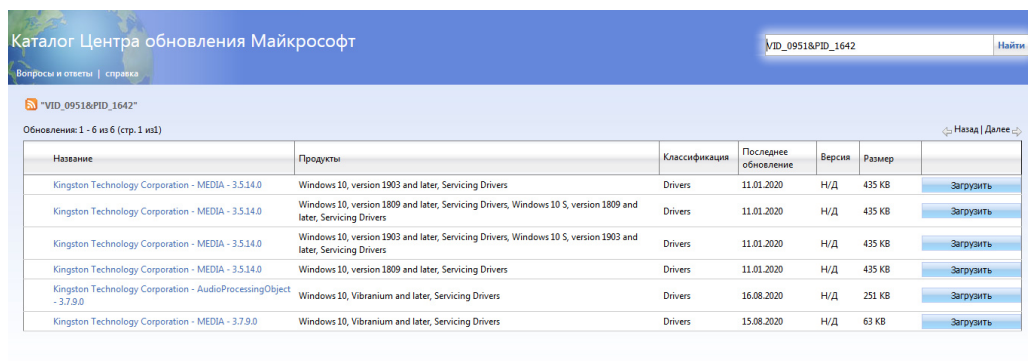 Каталог Центра обновления Майкрософт
VID_0951&PID_1642
Найти
Вопросы и ответы | справка
"VID_0951&PID_1642"
Обновления: 1 - 6 из 6 (стр. 1 из1)
Назад | Далее
Название Продукты Классификация Последнее обновление Версия Размер
Kingston Technology Corporation - MEDIA - 3.5.14.0 Windows 10, version 1903 and later, Servicing Drivers Drivers 11.01.2020 Н/Д 435 KB Загрузить
Kingston Technology Corporation - MEDIA - 3.5.14.0 Windows 10, version 1809 and later, Servicing Drivers, Windows 10 S, version 1809 and
later, Servicing Drivers Drivers 11.01.2020 Н/Д 435 KB Загрузить
Kingston Technology Corporation - MEDIA - 3.5.14.0 Windows 10, version 1903 and later, Servicing Drivers, Windows 10 S, version 1903 and
later, Servicing Drivers Drivers 11.01.2020 Н/Д 435 KB Загрузить
Kingston Technology Corporation - MEDIA - 3.5.14.0 Windows 10, version 1809 and later, Servicing Drivers Drivers 11.01.2020 Н/Д 435 KB Загрузить
Kingston Technology Corporation - AudioProcessingObject
- 3.7.9.0 Windows 10, Vibranium and later, Servicing Drivers Drivers 16.08.2020 Н/Д 251 KB Загрузить
Kingston Technology Corporation - MEDIA - 3.7.9.0 Windows 10, Vibranium and later, Servicing Drivers Drivers 15.08.2020 Н/Д 63 KB Загрузить